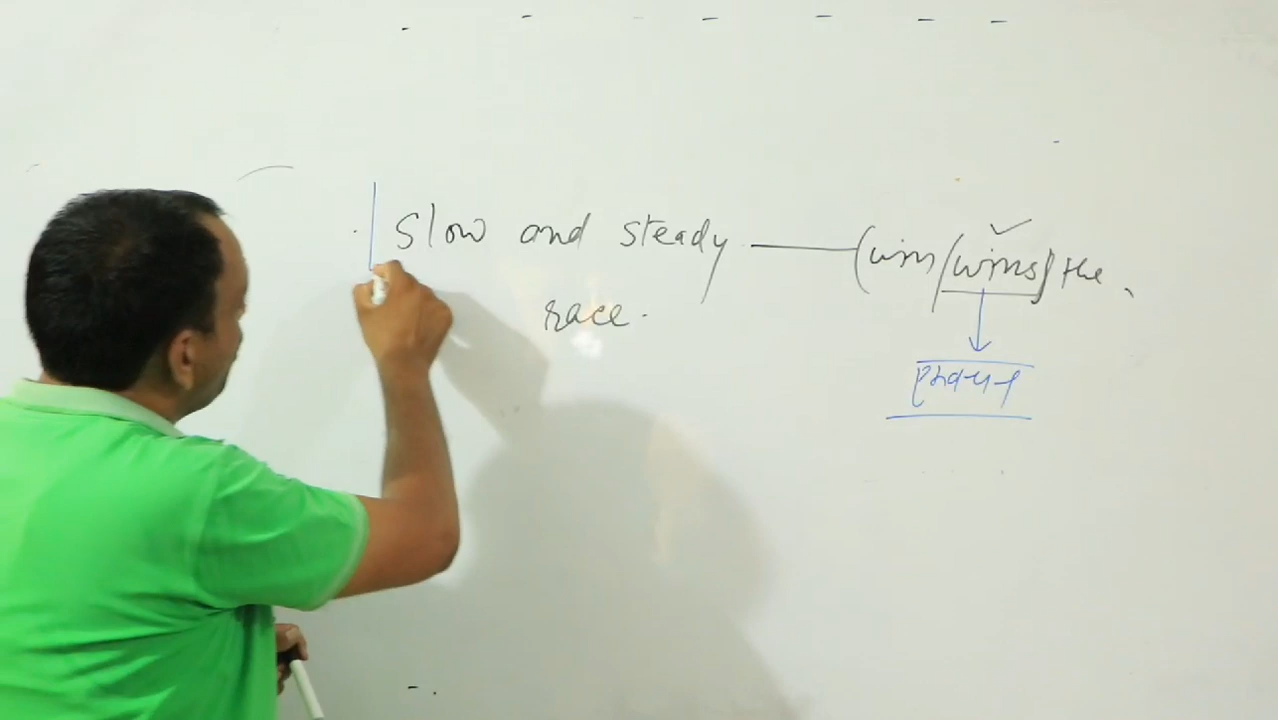 Slow and steady ——— (win/wins) the
race.